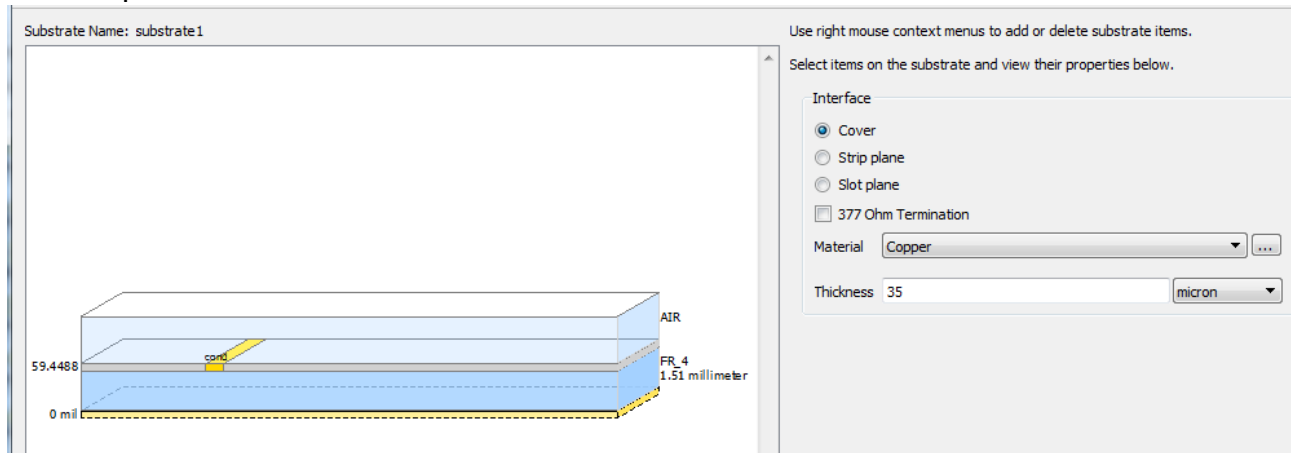 Substrate Name: substrate1
Use right mouse context menus to add or delete substrate items.
Select items on the substrate and view their properties below.
Interface
Cover
Strip plane
Slot plane
377 Ohm Termination
Material Copper ...
Thickness 35 micron
AIR
cond
59.4488
FR_4
1.51 millimeter
0 mil